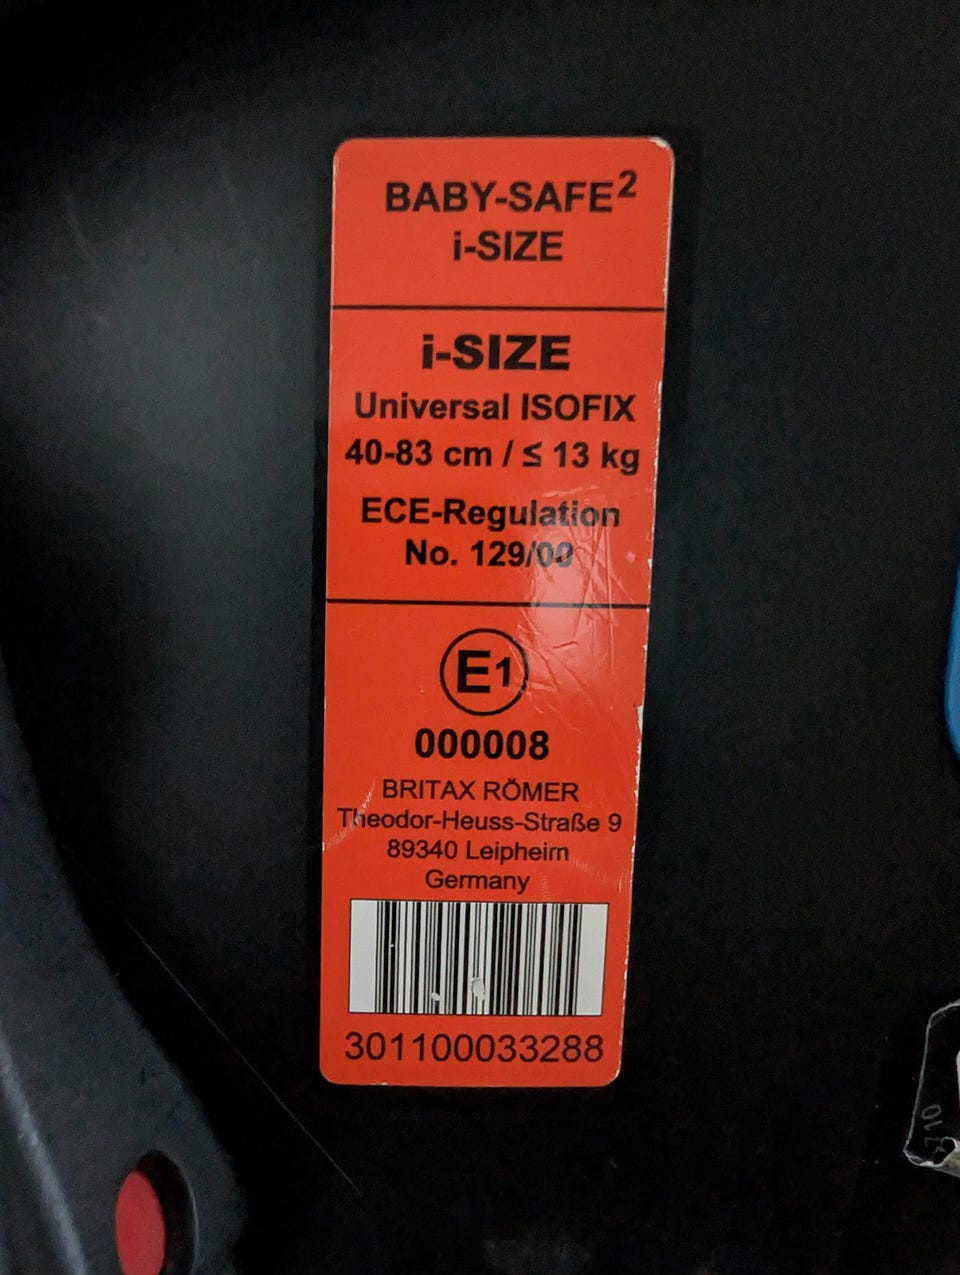 BABY-SAFE²
i-SIZE
i-SIZE
Universal ISOFIX
40-83 cm / ≤ 13 kg
ECE-Regulation
No. 129/00
E1
000008
BRITAX RÖMER
Theodor-Heuss-Straße 9
89340 Leipheim
Germany
301100033288